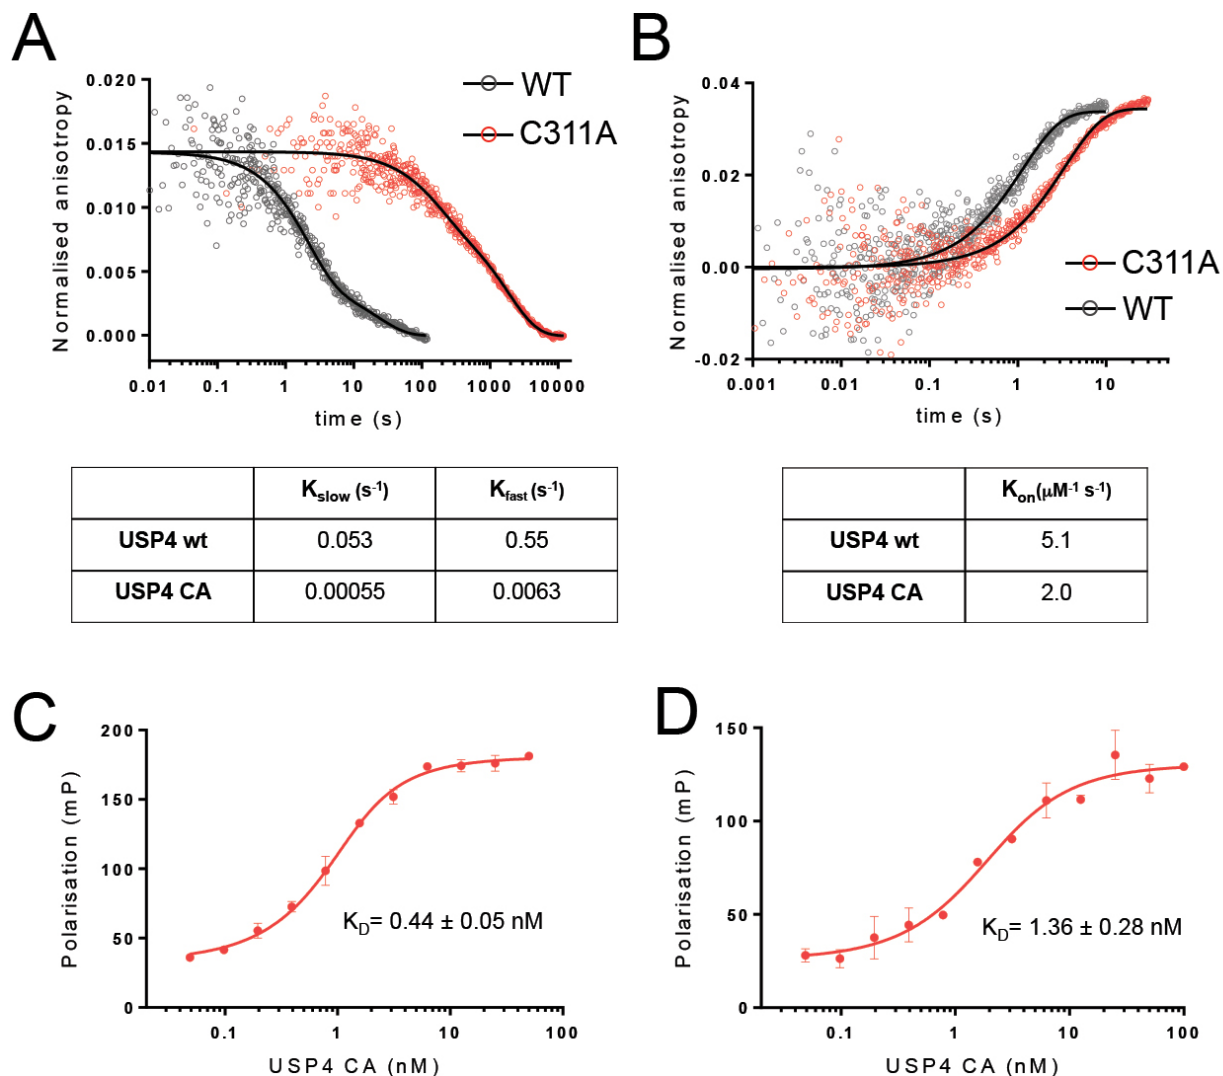 A
WT
C311A
Normalised anisotropy
0.020
0.015
0.010
0.005
0.000
0.01 0.1 1 10 100 1000 10000
time (s)
B
C311A
WT
Normalised anisotropy
0.04
0.02
0.00
-0.02
0.001 0.01 0.1 1 10
time (s)
Kslow (s-1) Kfast (s-1)
USP4 wt 0.053 0.55
USP4 CA 0.00055 0.0063
Kon(μM-1 s-1)
USP4 wt 5.1
USP4 CA 2.0
C
Polarisation (mP)
200
150
100
50
0
KD= 0.44 ± 0.05 nM
0.1 1 10 100
USP4 CA (nM)
D
Polarisation (mP)
150
100
50
0
KD= 1.36 ± 0.28 nM
0.1 1 10 100
USP4 CA (nM)